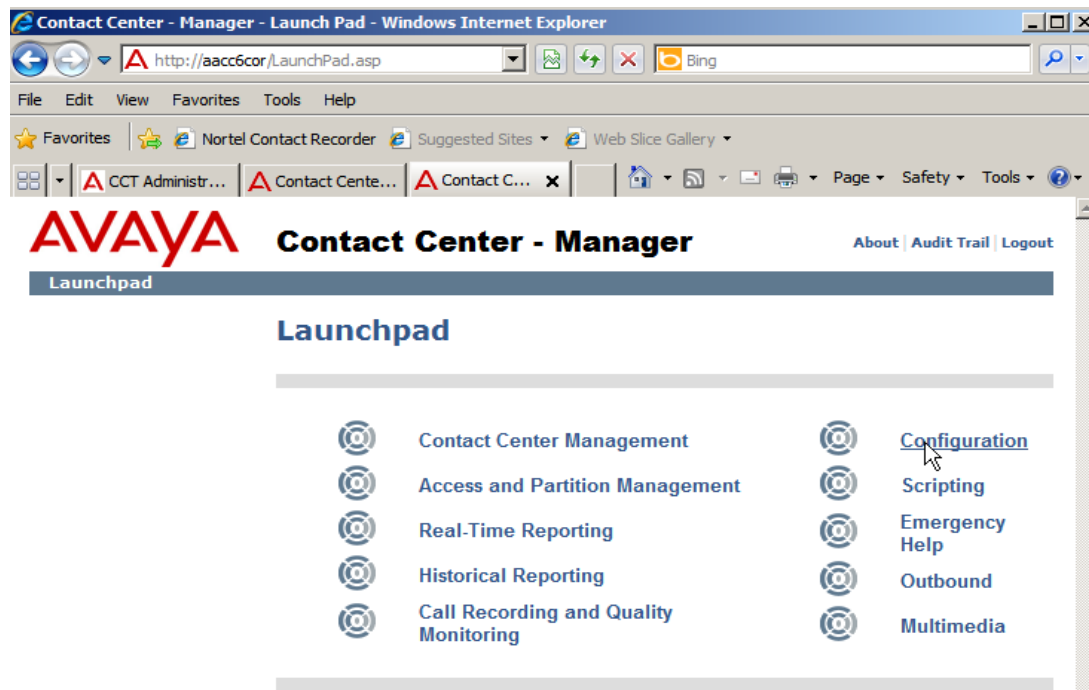 Contact Center - Manager - Launch Pad - Windows Internet Explorer
http://aacc6cor/LaunchPad.asp
Bing
File Edit View Favorites Tools Help
Favorites Nortel Contact Recorder Suggested Sites Web Slice Gallery
CCT Administr... Contact Cente... Contact C... Page Safety Tools
AVAYA Contact Center - Manager About | Audit Trail | Logout
Launchpad
Launchpad
Contact Center Management
Access and Partition Management
Real-Time Reporting
Historical Reporting
Call Recording and Quality
Monitoring
Configuration
Scripting
Emergency
Help
Outbound
Multimedia